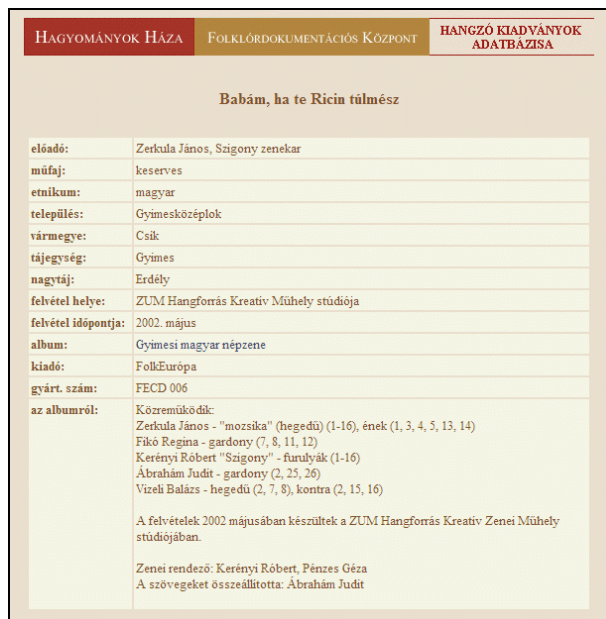 HAGYOMÁNYOK HÁZA
FOLKLÓRDOKUMENTÁCIÓS KÖZPONT
HANGZÓ KIADVÁNYOK
ADATBÁZISA
Babám, ha te Ricin túlmész
előadó: Zerkula János, Szigony zenekar
műfaj: keserves
etnikum: magyar
település: Gyimesközéplok
vármegye: Csík
tájegység: Gyimes
nagytáj: Erdély
felvétel helye: ZUM Hangforrás Kreatív Műhely stúdiója
felvétel időpontja: 2002. május
album: Gyimesi magyar népzene
kiadó: FolkEurópa
gyárt. szám: FECD 006
az albumról: Közreműködik:
Zerkula János - "mozsika" (hegedű) (1-16), ének (1, 3, 4, 5, 13, 14)
Fikó Regina - gardony (7, 8, 11, 12)
Kerényi Róbert "Szigony" - furulyák (1-16)
Ábrahám Judit - gardony (2, 25, 26)
Vizeli Balázs - hegedű (2, 7, 8), kontra (2, 15, 16)
A felvételek 2002 májusában készültek a ZUM Hangforrás Kreatív Zenei Műhely
stúdiójában.
Zenei rendező: Kerényi Róbert, Pénzes Géza
A szövegeket összeállította: Ábrahám Judit